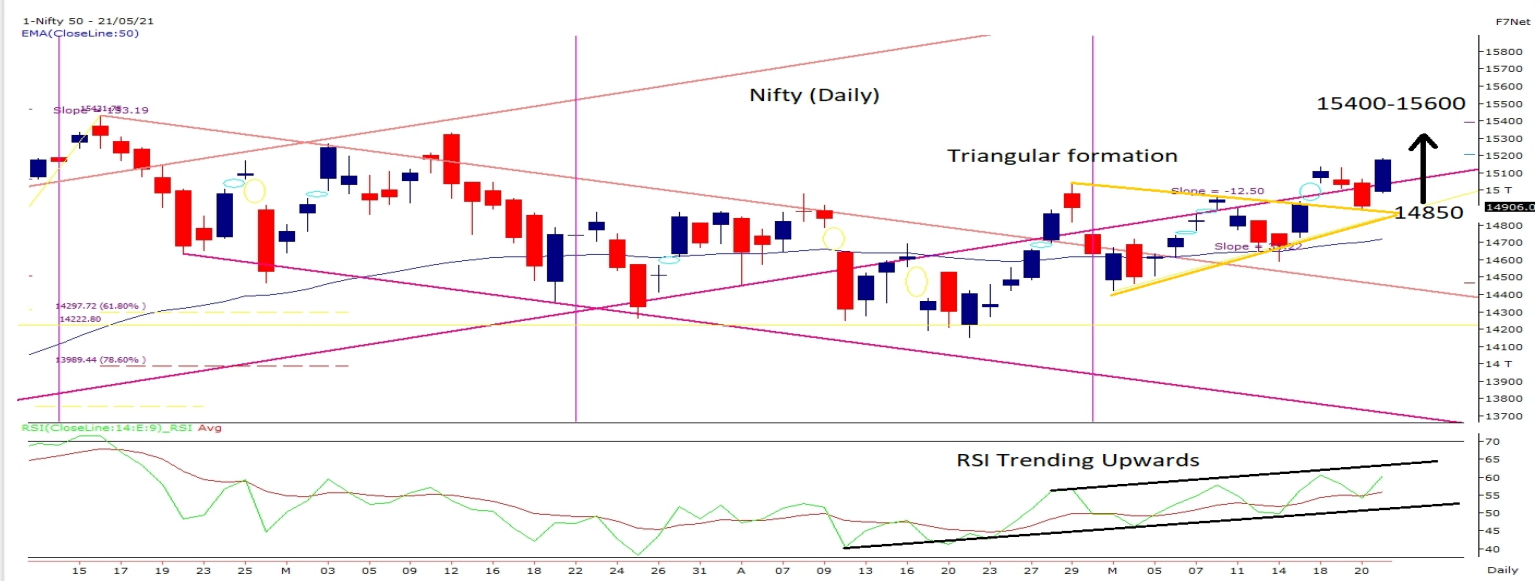 1-Nifty 50 - 21/05/21
F7Net
EMA(CloseLine:50)
15800
15700
15600
15500
15400
15300
15200
15100
15 T
14906.0
14800
14700
14600
14500
14400
14300
14200
14100
14 T
13900
13800
13700
Nifty (Daily)
15400-15600
Triangular formation
Slope = -12.50
14850
14297.72 (61.80% )
14222.80
13989.44 (78.60% )
RSI(CloseLine:14:E:9)_RSI Avg
RSI Trending Upwards
70
65
60
55
50
45
40
15 17 19 23 25 M 03 05 09 12 16 18 22 24 26 31 A 07 09 13 16 20 23 27 29 M 05 07 11 14 18 20 Daily